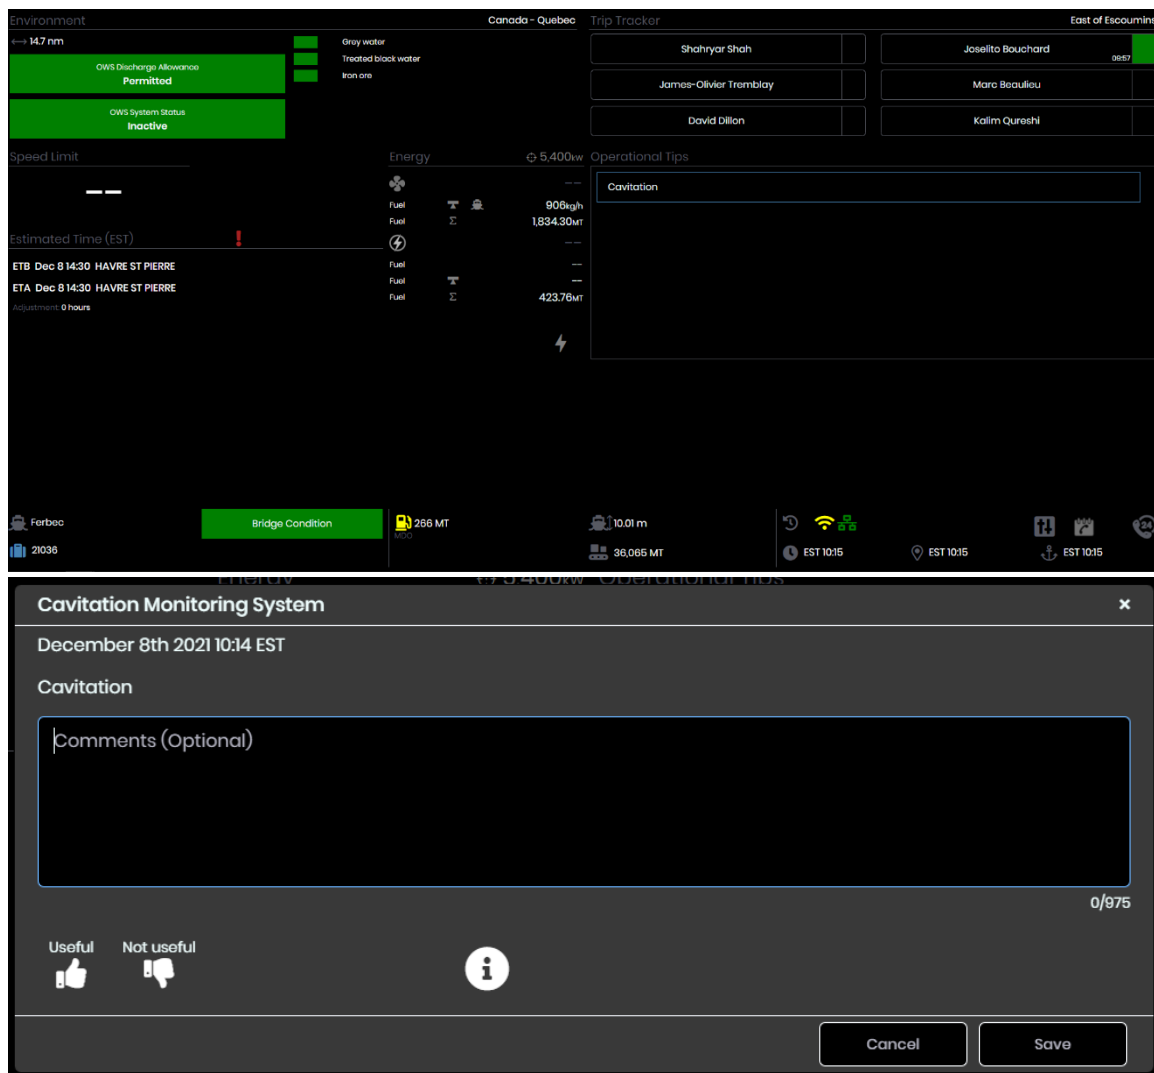 Environment
Canada - Quebec
14.7 nm
OWS Discharge Allowance
Permitted
OWS System Status
Inactive
Grey water
Treated black water
Iron ore
Trip Tracker
East of Escoumins
Shahryar Shah
Joselito Bouchard
09:57
James-Olivier Tremblay
Marc Beaulieu
David Dillon
Kalim Qureshi
Speed Limit
--
Energy
5,400kw
--
Fuel 906kg/h
Fuel Σ 1,834.30MT
--
Fuel --
Fuel --
Fuel Σ 423.76MT
Operational Tips
Cavitation
Estimated Time (EST) !
ETB Dec 8 14:30 HAVRE ST PIERRE
ETA Dec 8 14:30 HAVRE ST PIERRE
Adjustment: 0 hours
Ferbec
Bridge Condition
266 MT
MDO
10.01 m
24
21036
36,065 MT
EST 10:15
EST 10:15
EST 10:15
Energy
5,400kw
Operational Tips
Cavitation Monitoring System ×
December 8th 2021 10:14 EST
Cavitation
Comments (Optional)
0/975
Useful Not useful
i
Cancel Save